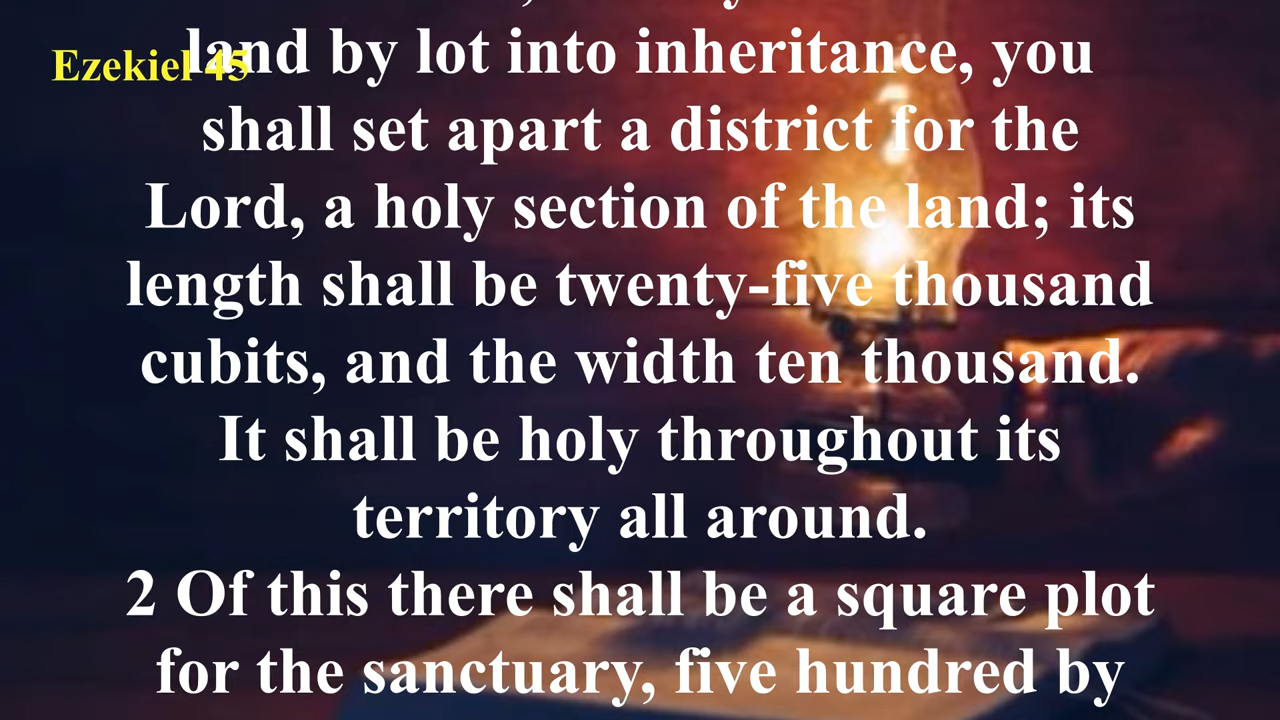 Ezekiel 45
land by lot into inheritance, you
shall set apart a district for the
Lord, a holy section of the land; its
length shall be twenty-five thousand
cubits, and the width ten thousand.
It shall be holy throughout its
territory all around.
2 Of this there shall be a square plot
for the sanctuary, five hundred by